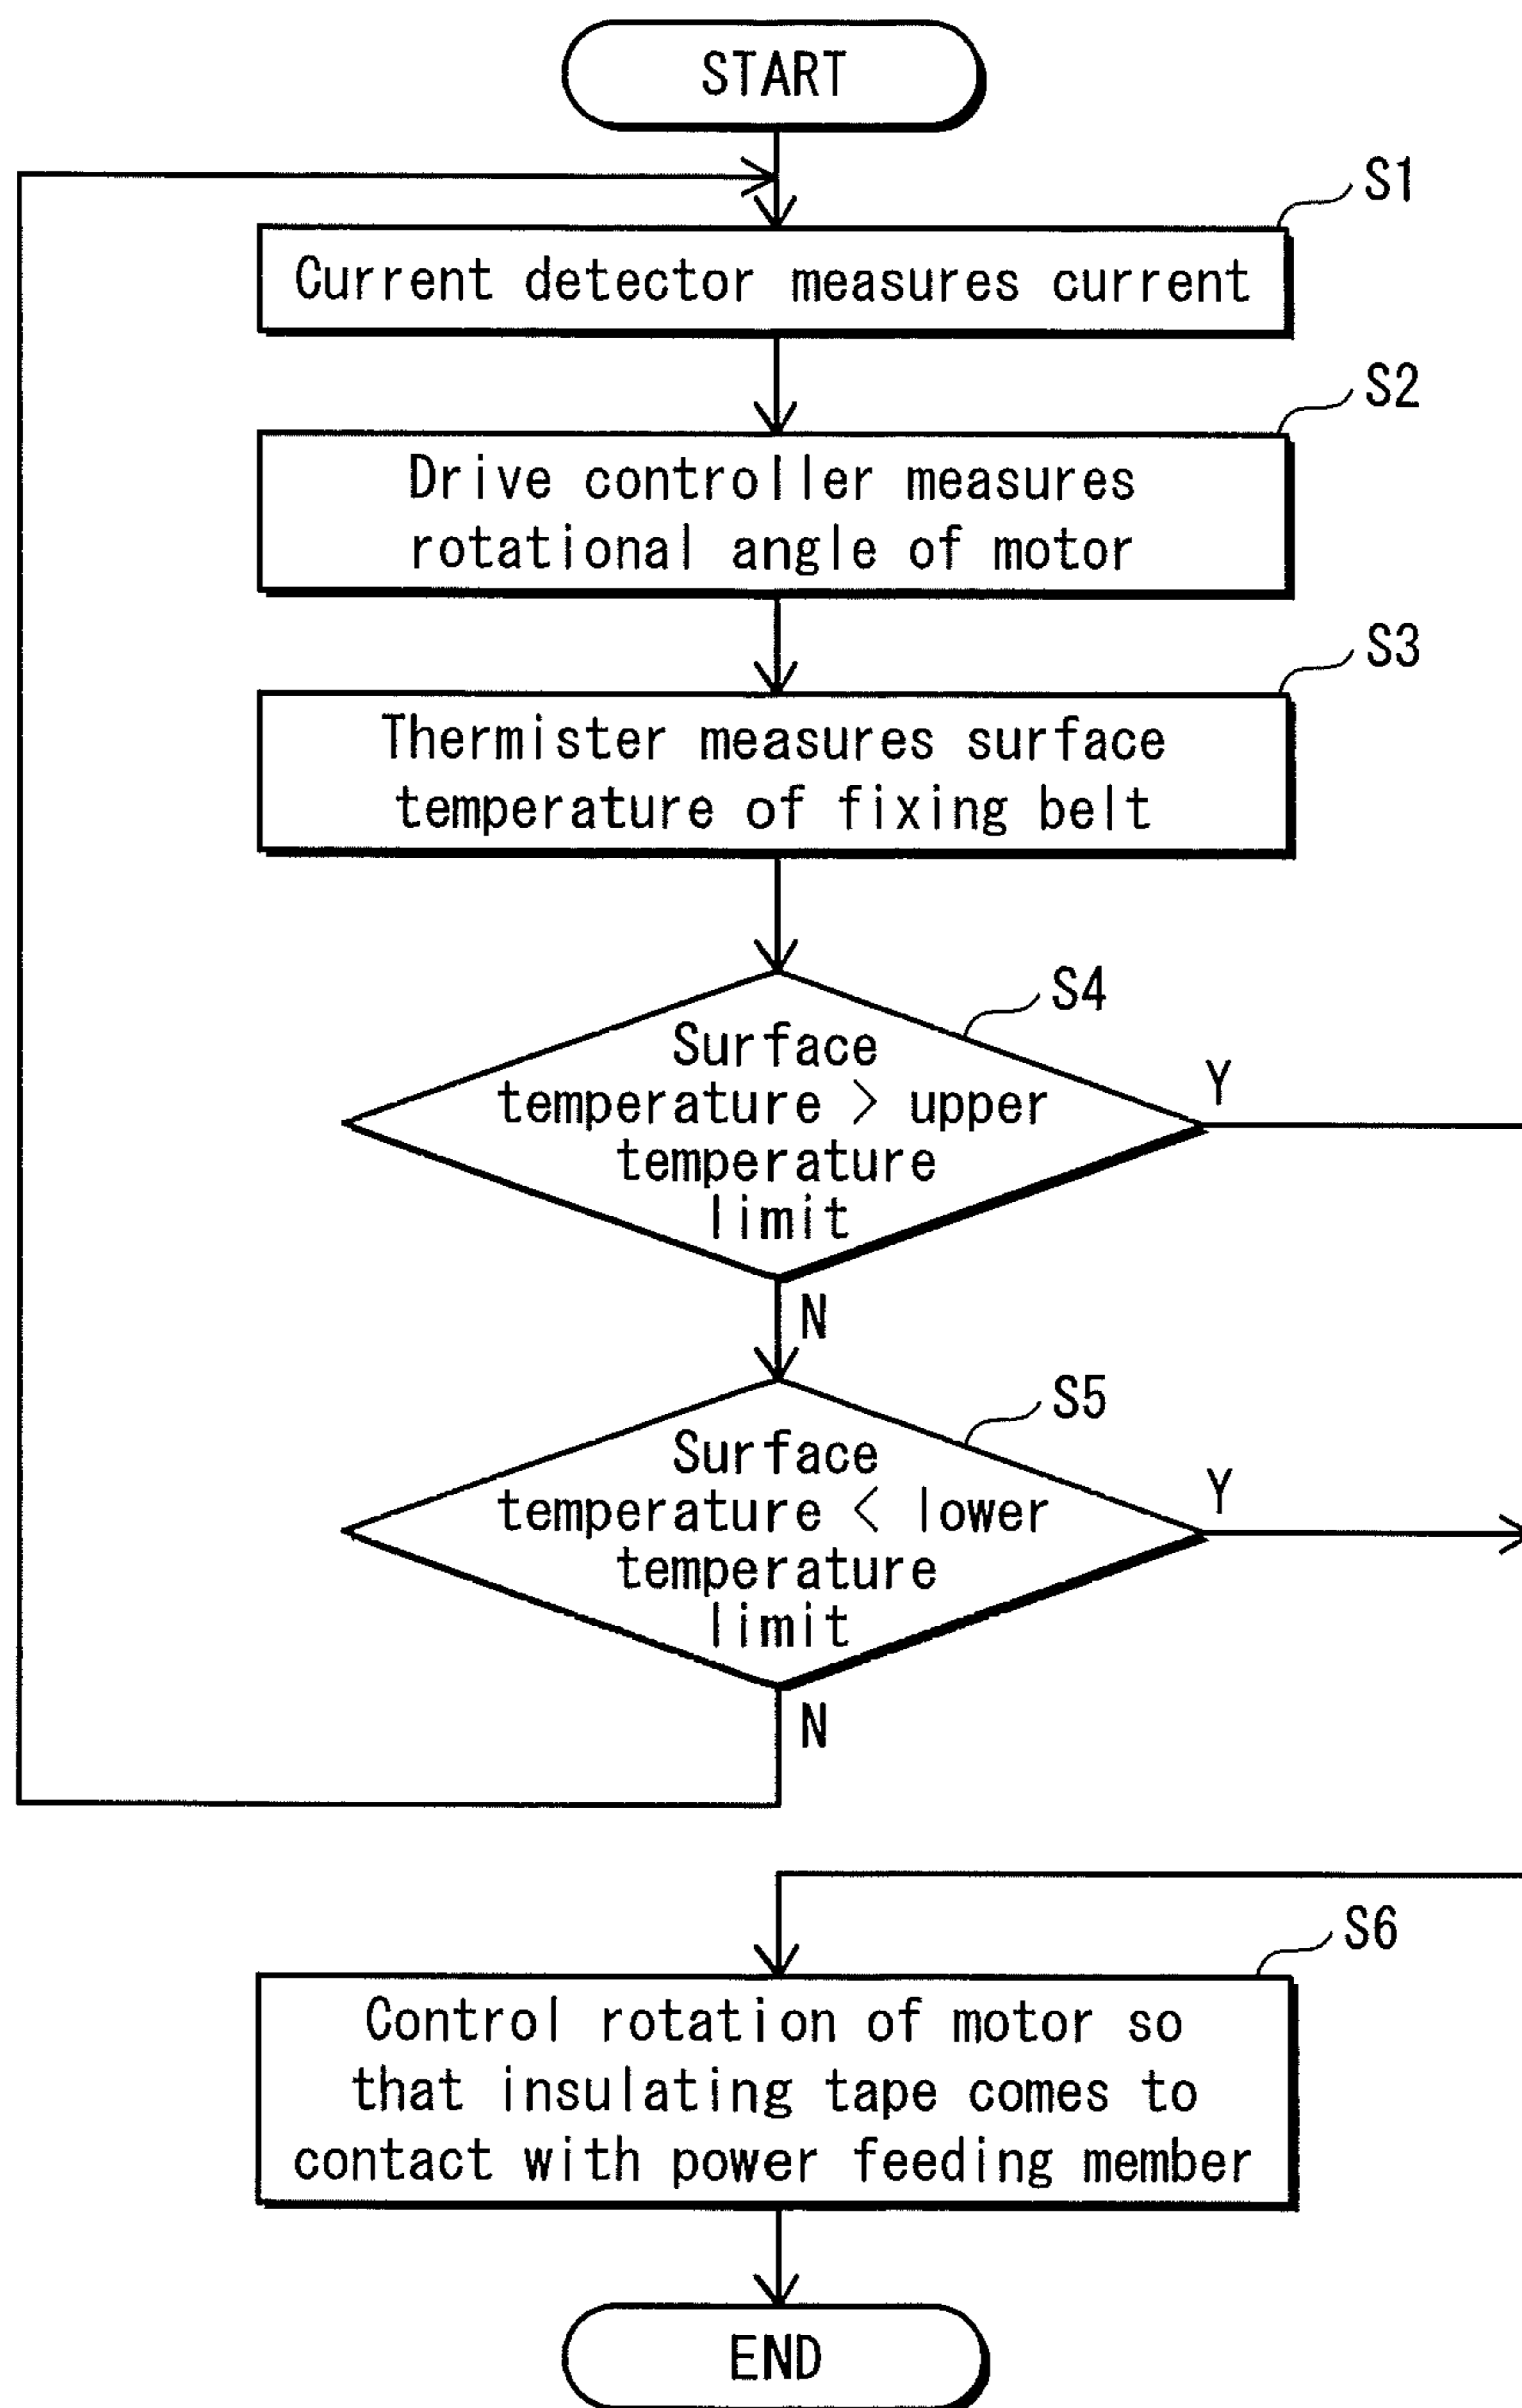 START
S1
Current detector measures current
S2
Drive controller measures
rotational angle of motor
S3
Thermister measures surface
temperature of fixing belt
S4
Surface
temperature > upper
temperature
limit
Y
N
S5
Surface
temperature < lower
temperature
limit
Y
N
S6
Control rotation of motor so
that insulating tape comes to
contact with power feeding member
END